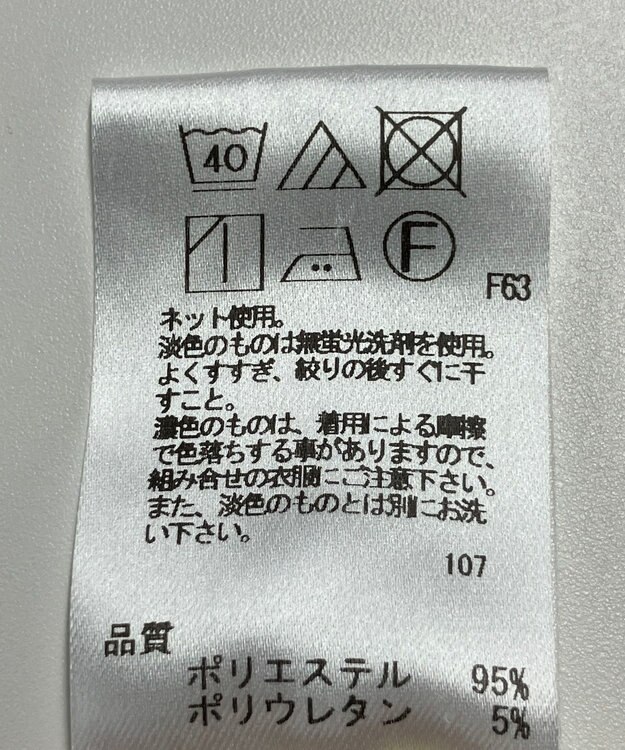 40
F
F63
ネット使用。
淡色のものは無蛍光洗剤を使用。
よくすすぎ、絞りの後すぐに干
すこと。
濃色のものは、着用による摩擦
で色落ちする事がありますので、
組み合せの衣服にご注意下さい。
また、淡色のものとは別にお洗
い下さい。
107
品質
ポリエステル 95%
ポリウレタン 5%